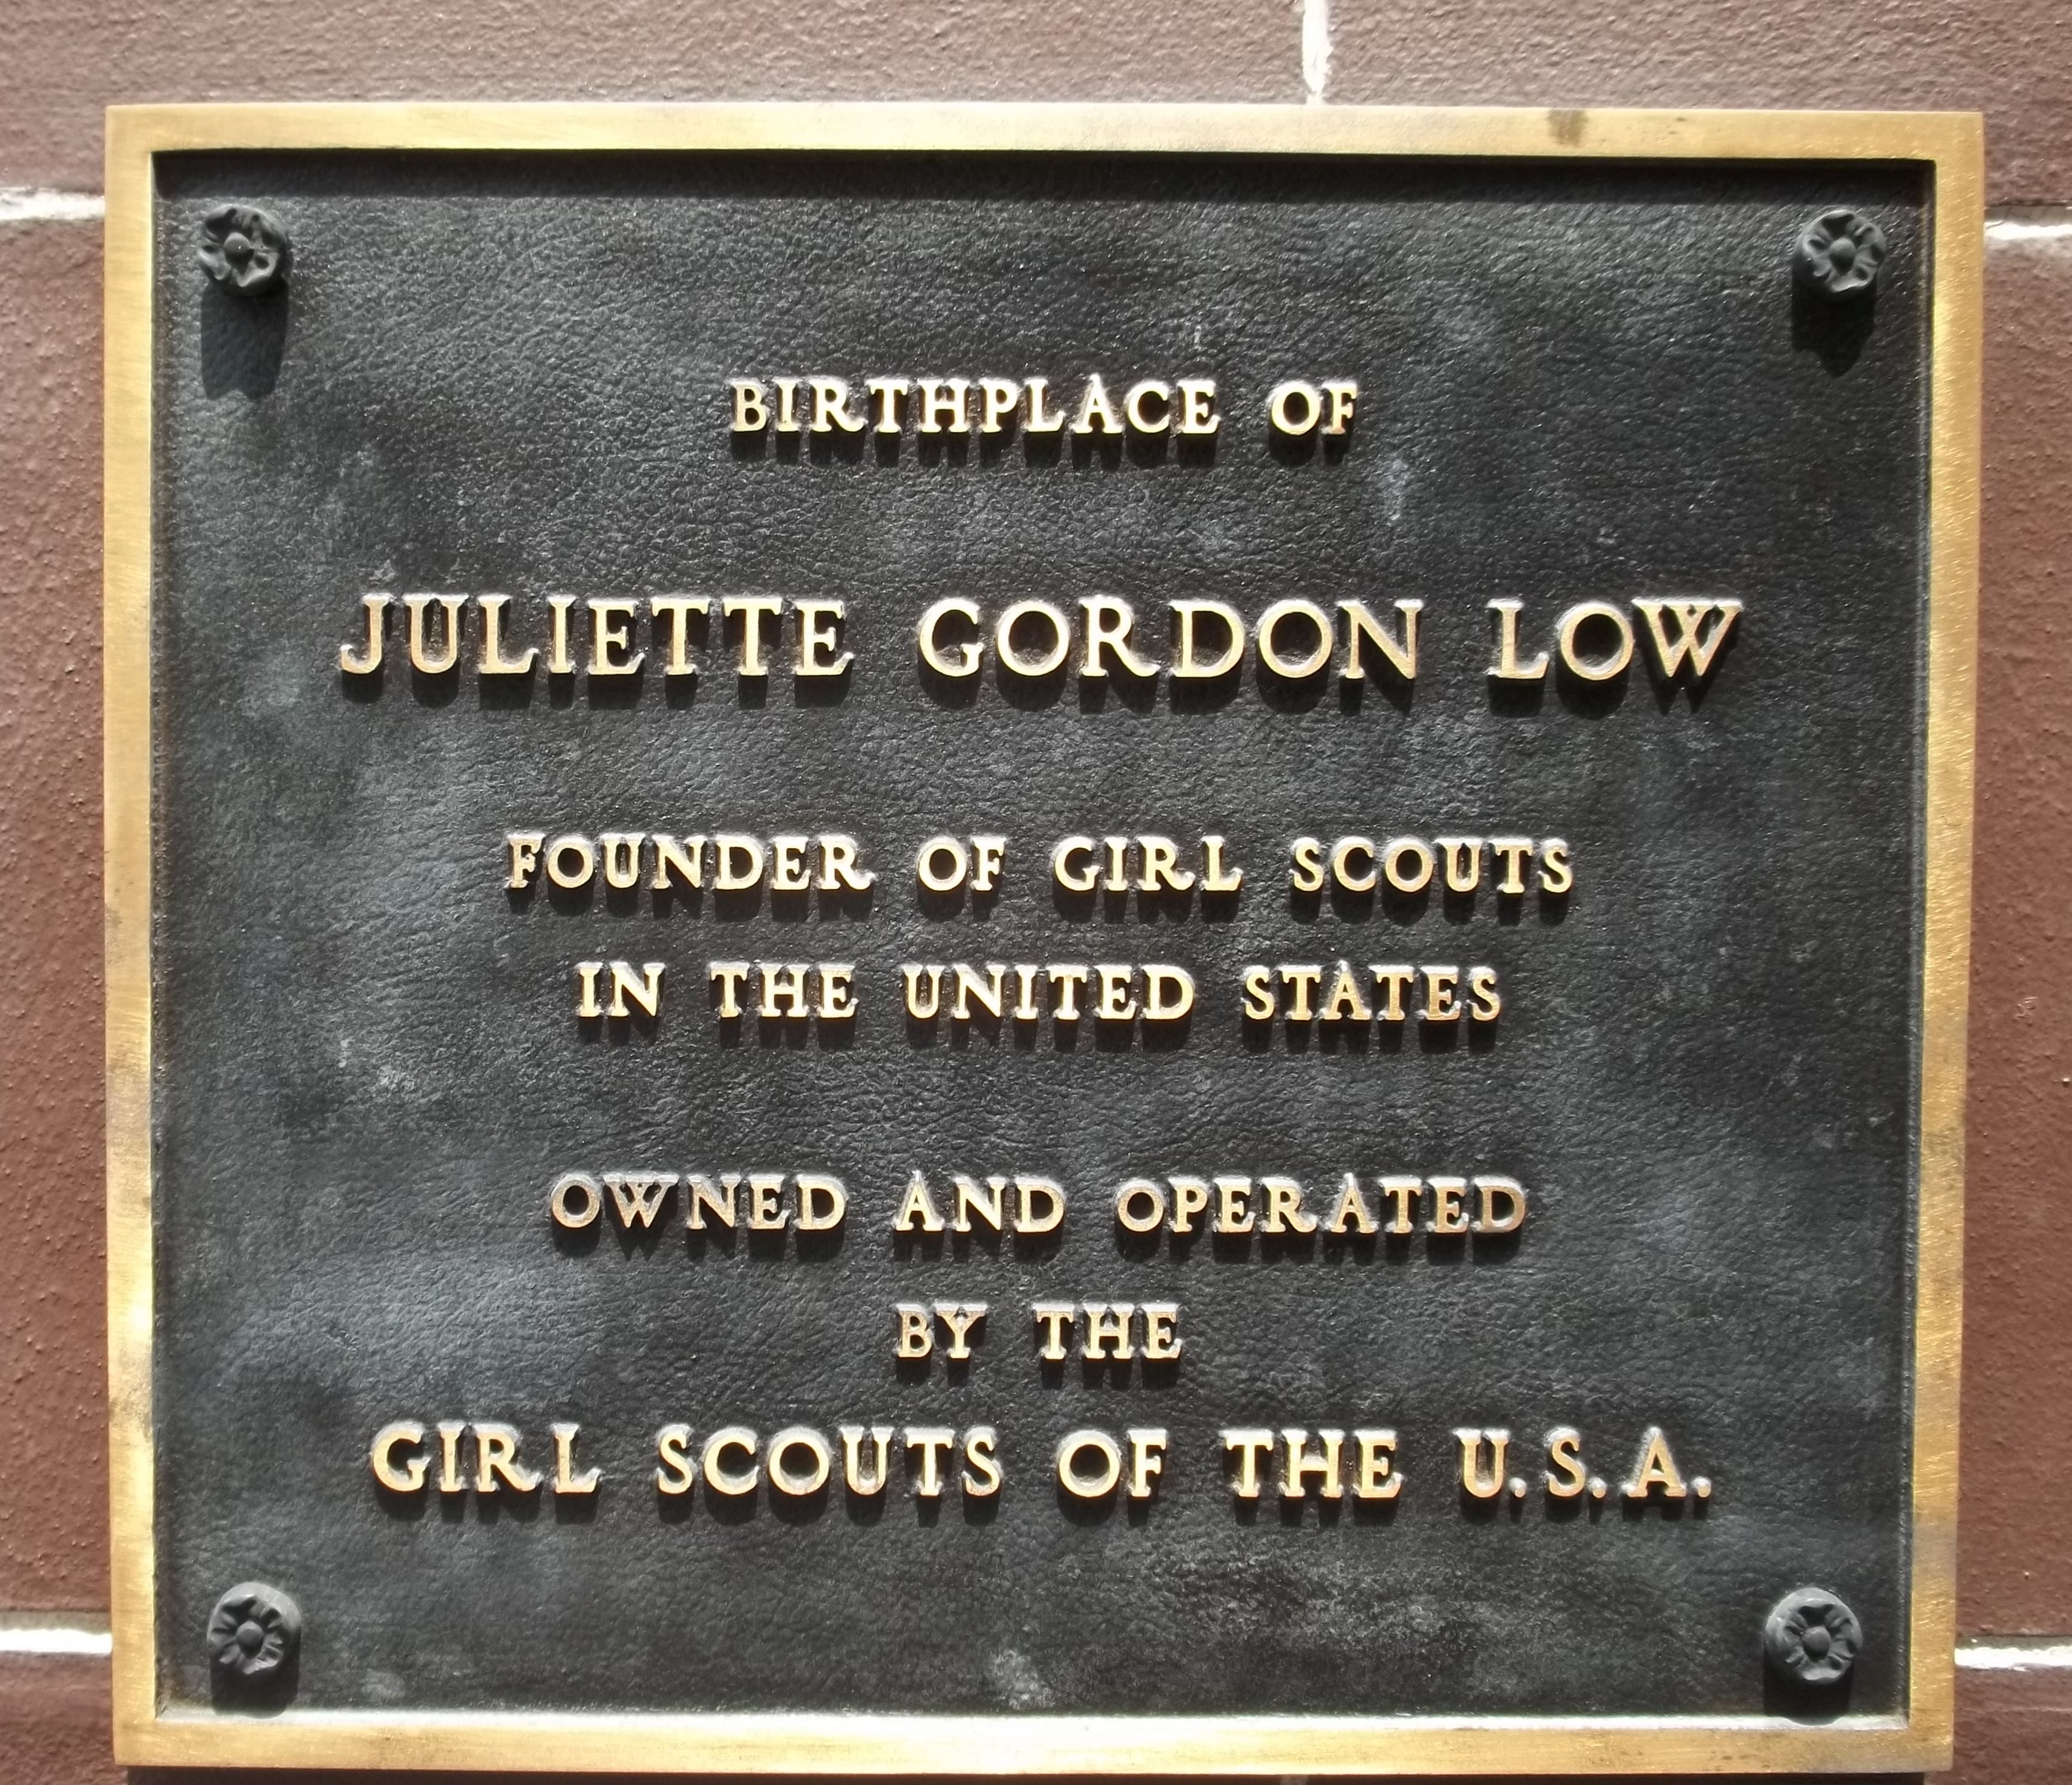 BIRTHPLACE OF
JULIETTE GORDON LOW
FOUNDER OF GIRL SCOUTS
IN THE UNITED STATES
OWNED AND OPERATED
BY THE
GIRL SCOUTS OF THE U.S.A.